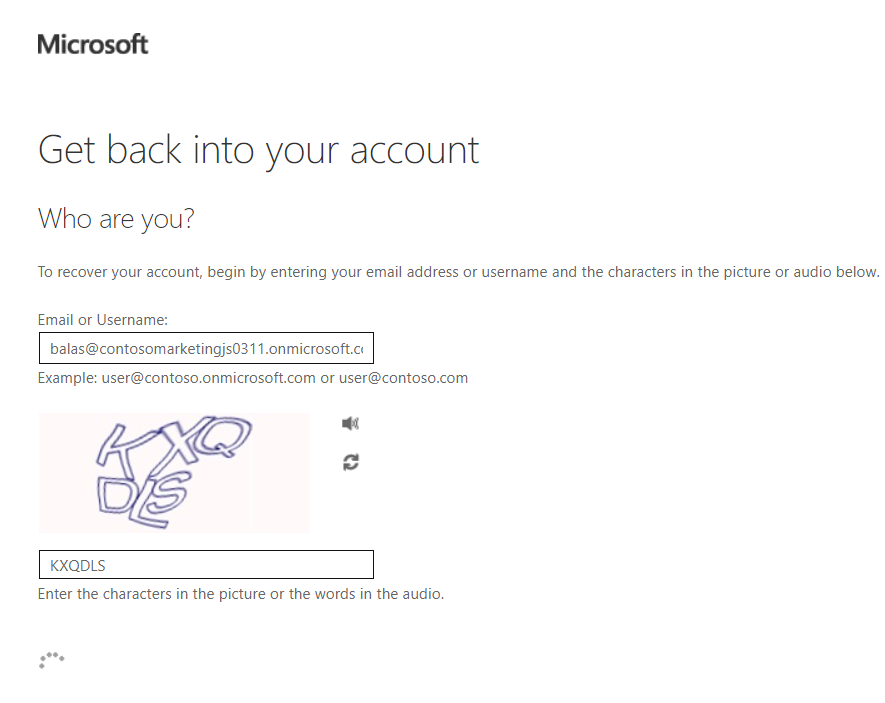 Microsoft
Get back into your account
Who are you?
To recover your account, begin by entering your email address or username and the characters in the picture or audio below.
Email or Username:
balas@contosomarketingjs0311.onmicrosoft.c
Example: user@contoso.onmicrosoft.com or user@contoso.com
KXQ
DLS
KXQDLS
Enter the characters in the picture or the words in the audio.